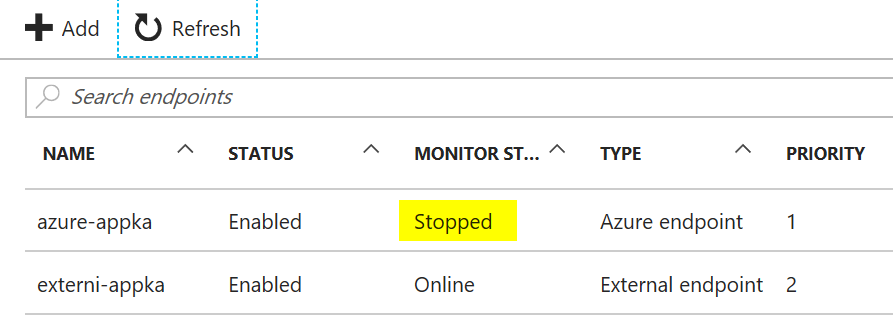 Add Refresh
Search endpoints
NAME STATUS MONITOR ST... TYPE PRIORITY
azure-appka Enabled Stopped Azure endpoint 1
externi-appka Enabled Online External endpoint 2